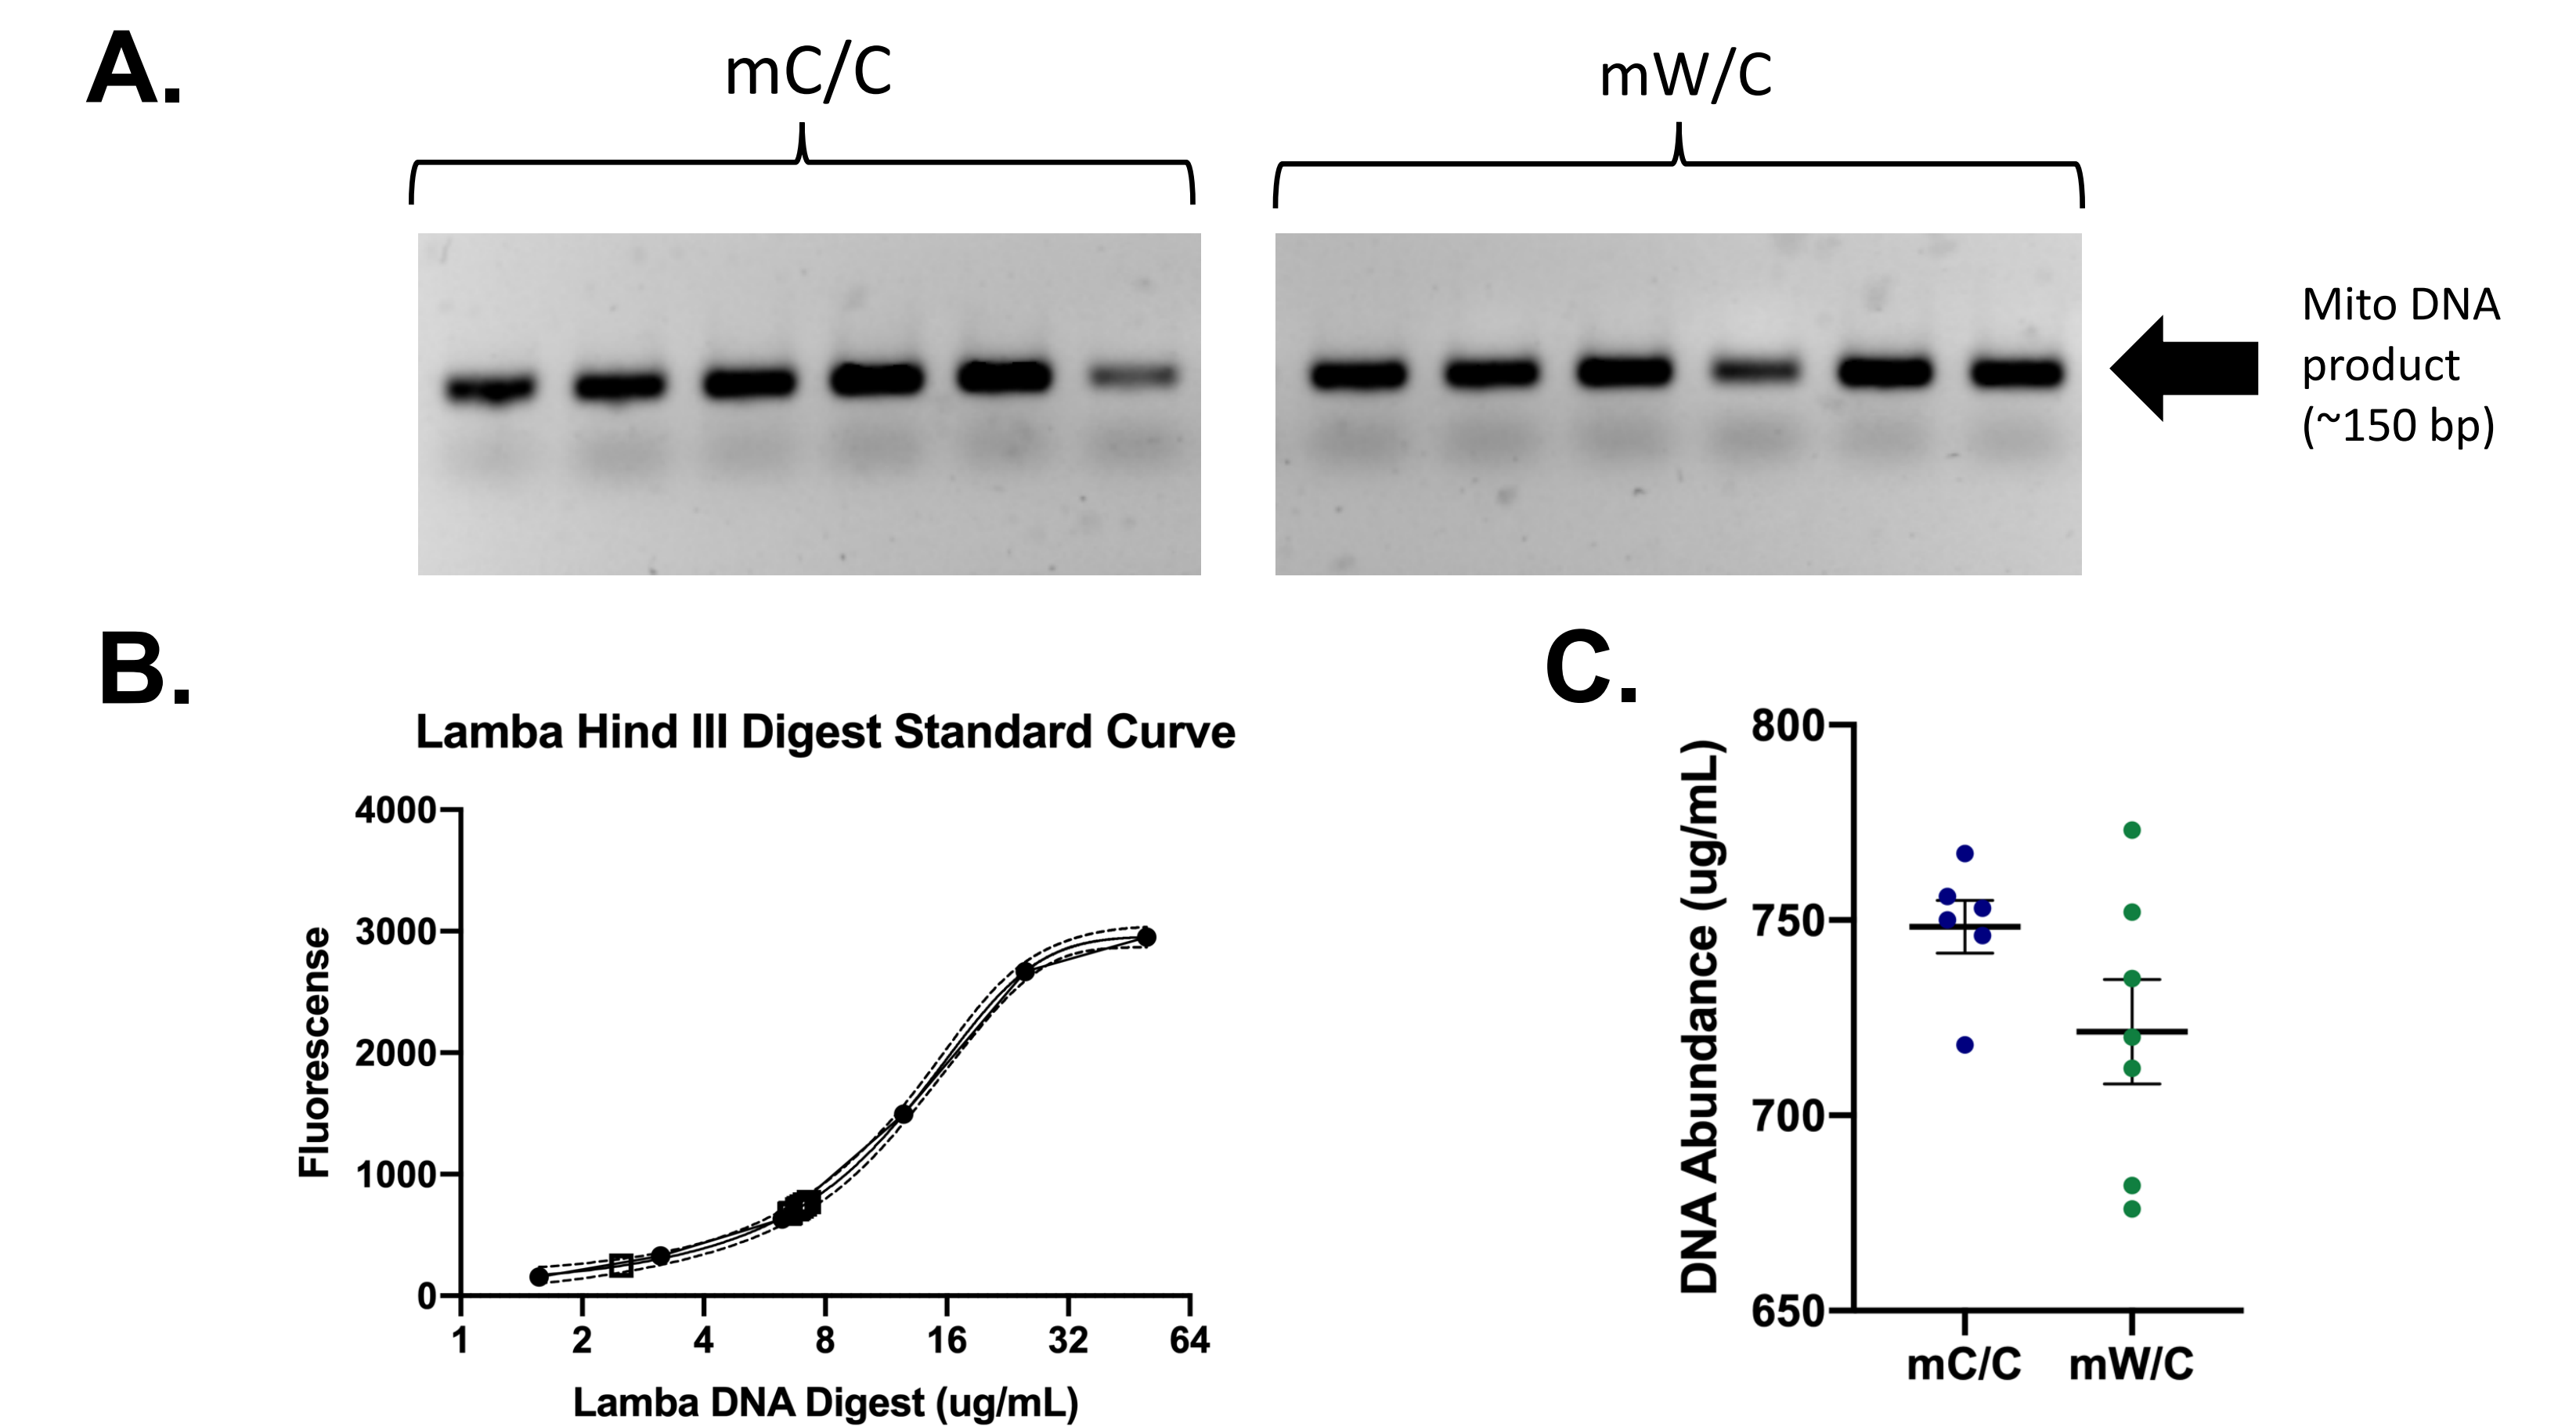 A.
mC/C
mW/C
Mito DNA
product
(~150 bp)
B.
Lamba Hind III Digest Standard Curve
4000
3000
2000
1000
0
Fluorescense
1 2 4 8 16 32 64
Lamba DNA Digest (ug/mL)
C.
800
750
700
650
DNA Abundance (ug/mL)
mC/C mW/C